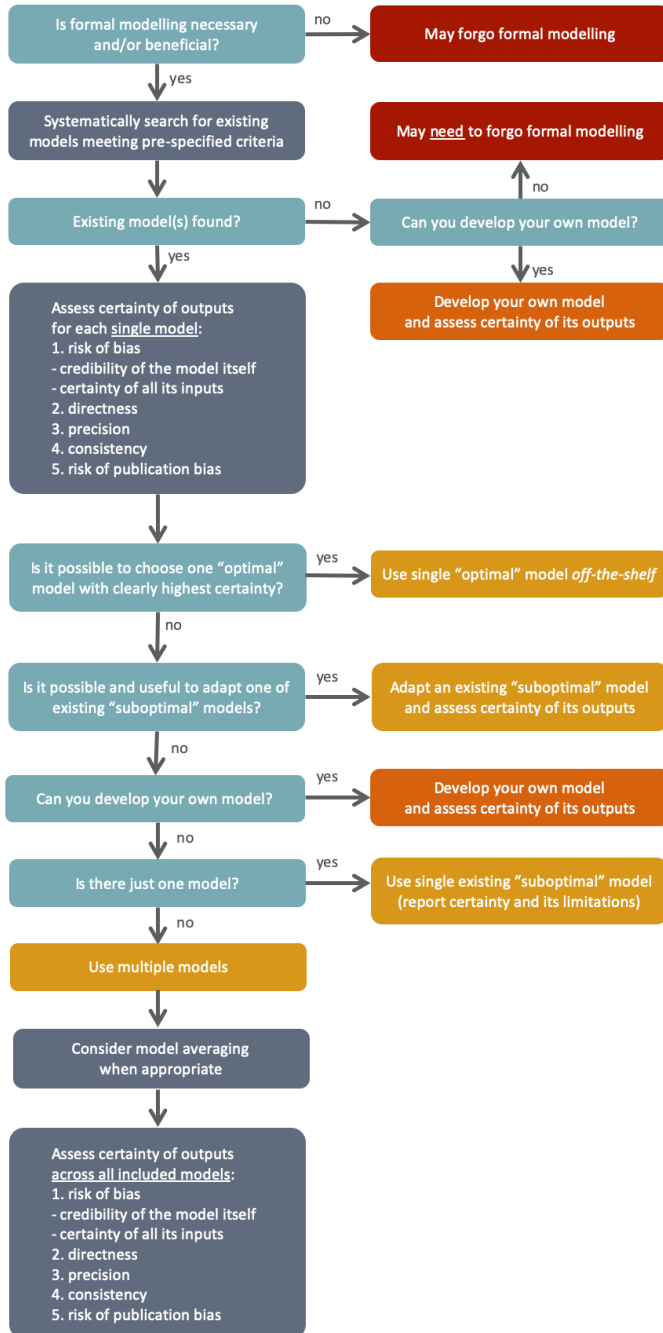 Is formal modelling necessary
and/or beneficial?
no
May forgo formal modelling
yes
Systematically search for existing
models meeting pre-specified criteria
May need to forgo formal modelling
no
Existing model(s) found?
no
Can you develop your own model?
yes
yes
Assess certainty of outputs
for each single model:
1. risk of bias
- credibility of the model itself
- certainty of all its inputs
2. directness
3. precision
4. consistency
5. risk of publication bias
Develop your own model
and assess certainty of its outputs
Is it possible to choose one “optimal”
model with clearly highest certainty?
yes
Use single “optimal” model off-the-shelf
no
Is it possible and useful to adapt one of
existing “suboptimal” models?
yes
Adapt an existing “suboptimal” model
and assess certainty of its outputs
no
Can you develop your own model?
yes
Develop your own model
and assess certainty of its outputs
no
Is there just one model?
yes
Use single existing “suboptimal” model
(report certainty and its limitations)
no
Use multiple models
Consider model averaging
when appropriate
Assess certainty of outputs
across all included models:
1. risk of bias
- credibility of the model itself
- certainty of all its inputs
2. directness
3. precision
4. consistency
5. risk of publication bias